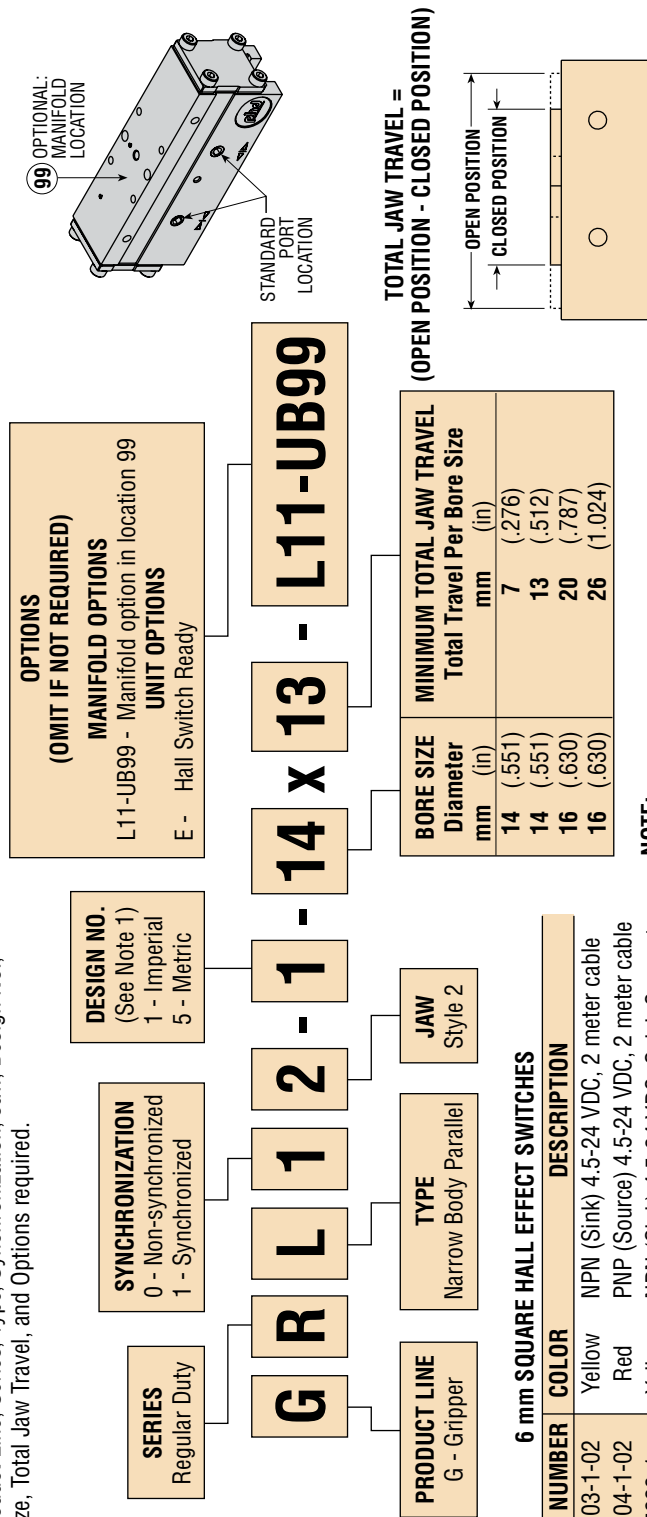 ze, Total Jaw Travel, and Options required.
SERIES
Regular Duty
SYNCHRONIZATION
0 - Non-synchronized
1 - Synchronized
DESIGN NO.
(See Note 1)
1 - Imperial
5 - Metric
OPTIONS
(OMIT IF NOT REQUIRED)
MANIFOLD OPTIONS
L11-UB99 - Manifold option in location 99
UNIT OPTIONS
E - Hall Switch Ready
G R L 1 2 - 1 - 14 x 13 - L11-UB99
PRODUCT LINE
G - Gripper
TYPE
Narrow Body Parallel
JAW
Style 2
BORE SIZE MINIMUM TOTAL JAW TRAVEL
Diameter Total Travel Per Bore Size
mm (in) mm (in)
14 (.551) 7 (.276)
14 (.551) 13 (.512)
16 (.630) 20 (.787)
16 (.630) 26 (1.024)
NOTE:
6 mm SQUARE HALL EFFECT SWITCHES
NUMBER COLOR DESCRIPTION
03-1-02 Yellow NPN (Sink) 4.5-24 VDC, 2 meter cable
04-1-02 Red PNP (Source) 4.5-24 VDC, 2 meter cable
99 OPTIONAL:
MANIFOLD
LOCATION
phd
STANDARD
PORT
LOCATION
TOTAL JAW TRAVEL =
(OPEN POSITION - CLOSED POSITION)
OPEN POSITION
CLOSED POSITION